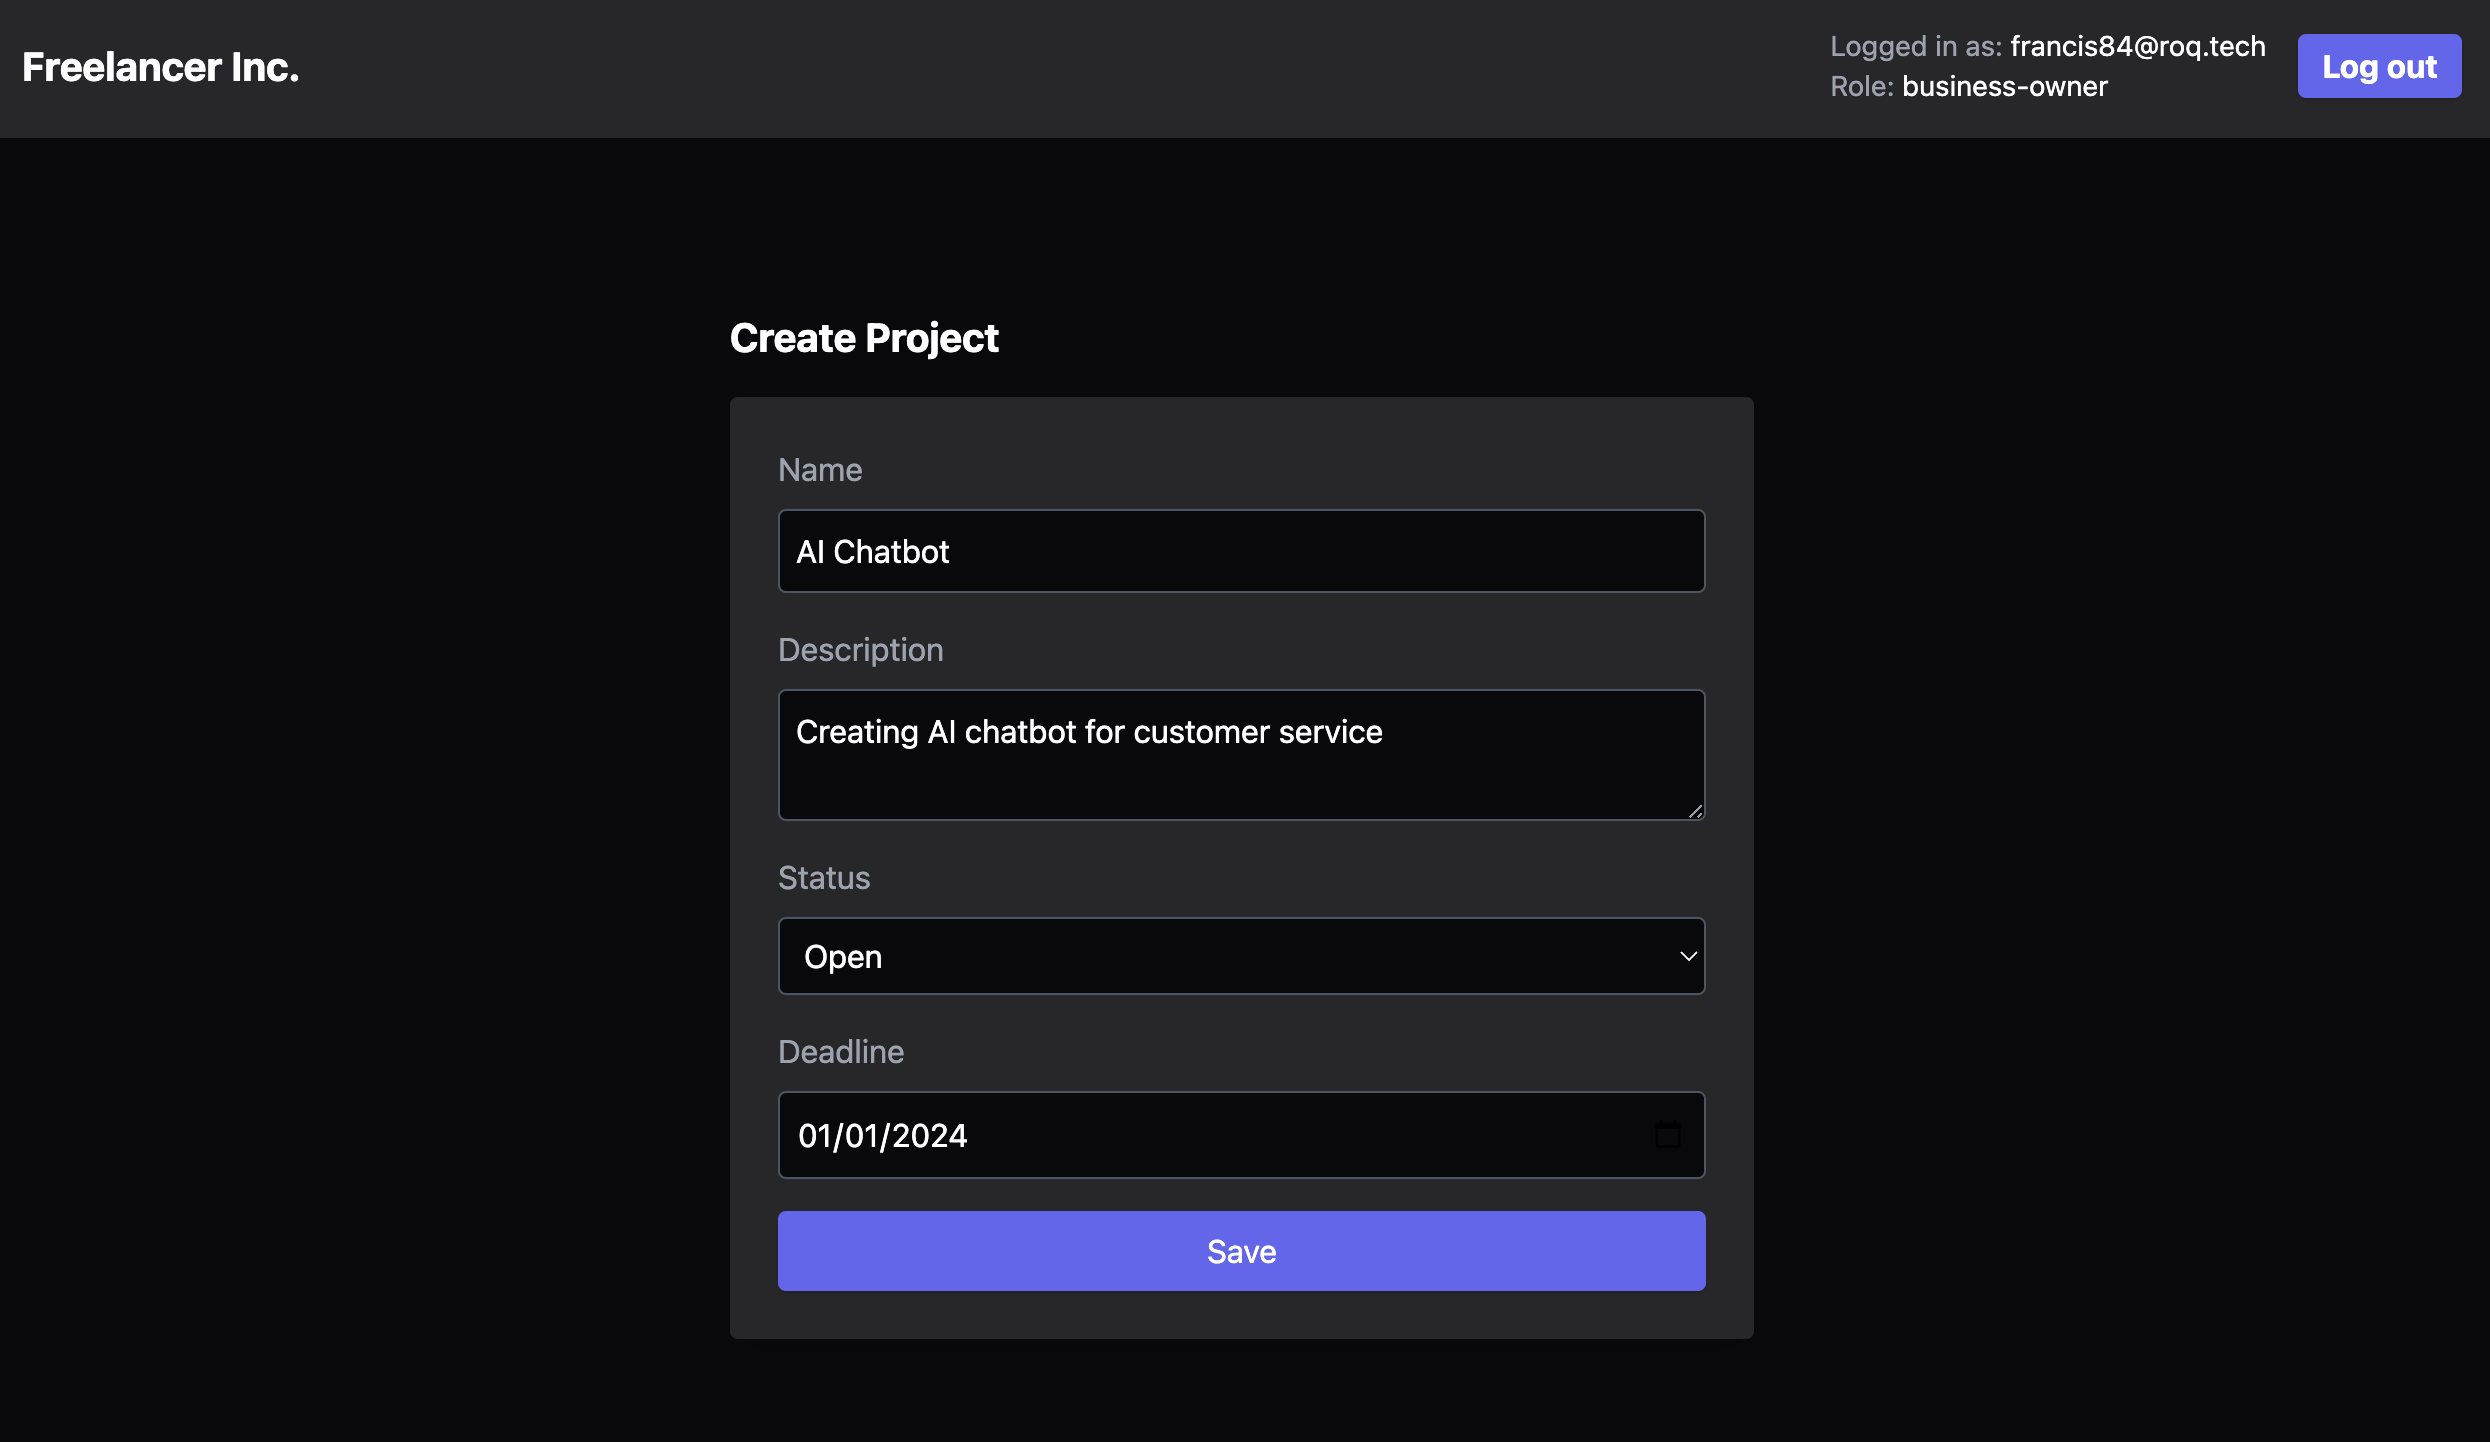 Freelancer Inc.
Logged in as: francis84@roq.tech
Role: business-owner
Log out
Create Project
Name
AI Chatbot
Description
Creating AI chatbot for customer service
Status
Open
Deadline
01/01/2024
Save